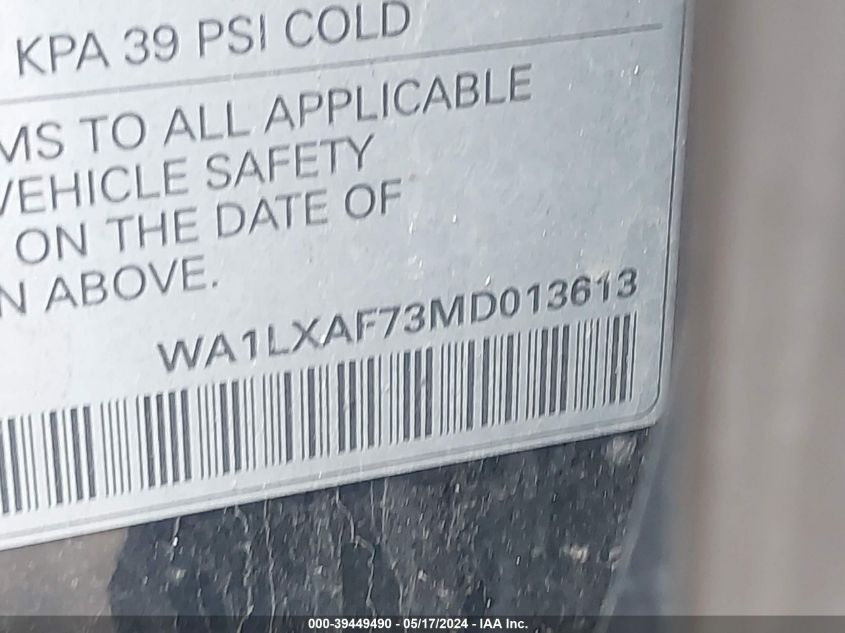 KPA 39 PSI COLD
MS TO ALL APPLICABLE
VEHICLE SAFETY
ON THE DATE OF
N ABOVE.
WA1LXAF73MD013613
000-39449490 - 05/17/2024 - IAA Inc.